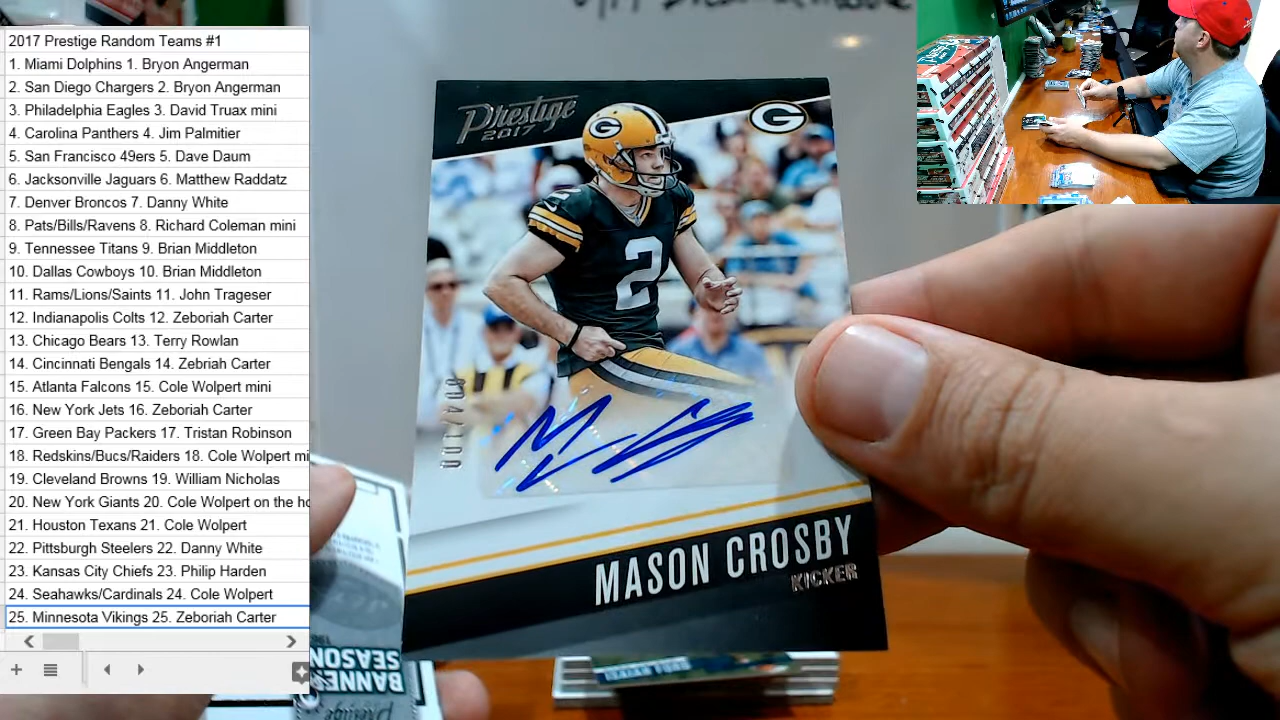 2017 Prestige Random Teams #1
1. Miami Dolphins 1. Bryon Angerman
2. San Diego Chargers 2. Bryon Angerman
3. Philadelphia Eagles 3. David Truax mini
4. Carolina Panthers 4. Jim Palmitier
5. San Francisco 49ers 5. Dave Daum
6. Jacksonville Jaguars 6. Matthew Raddatz
7. Denver Broncos 7. Danny White
8. Pats/Bills/Ravens 8. Richard Coleman mini
9. Tennessee Titans 9. Brian Middleton
10. Dallas Cowboys 10. Brian Middleton
11. Rams/Lions/Saints 11. John Trageser
12. Indianapolis Colts 12. Zeboriah Carter
13. Chicago Bears 13. Terry Rowlan
14. Cincinnati Bengals 14. Zebriah Carter
15. Atlanta Falcons 15. Cole Wolpert mini
16. New York Jets 16. Zeboriah Carter
17. Green Bay Packers 17. Tristan Robinson
18. Redskins/Bucs/Raiders 18. Cole Wolpert mi
19. Cleveland Browns 19. William Nicholas
20. New York Giants 20. Cole Wolpert on the ho
21. Houston Texans 21. Cole Wolpert
22. Pittsburgh Steelers 22. Danny White
23. Kansas City Chiefs 23. Philip Harden
24. Seahawks/Cardinals 24. Cole Wolpert
25. Minnesota Vikings 25. Zeboriah Carter
Prestige
2017
G
G
2
2
/100
MASON CROSBY
KICKER
BANNER
SEASON
Prestige